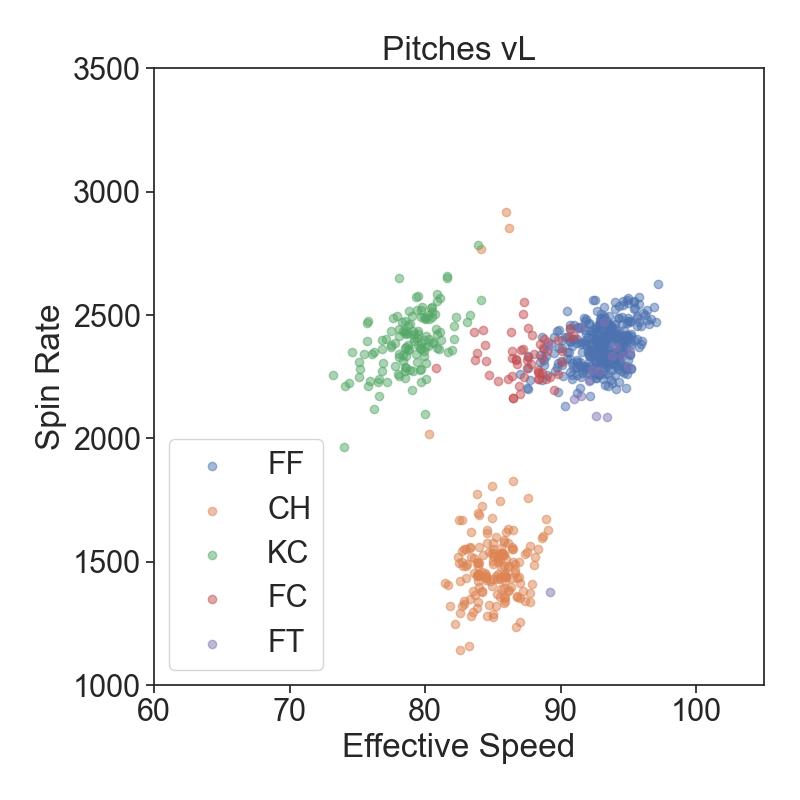 Pitches vL
3500
3000
2500
2000
1500
1000
Spin Rate
FF
CH
KC
FC
FT
60 70 80 90 100
Effective Speed